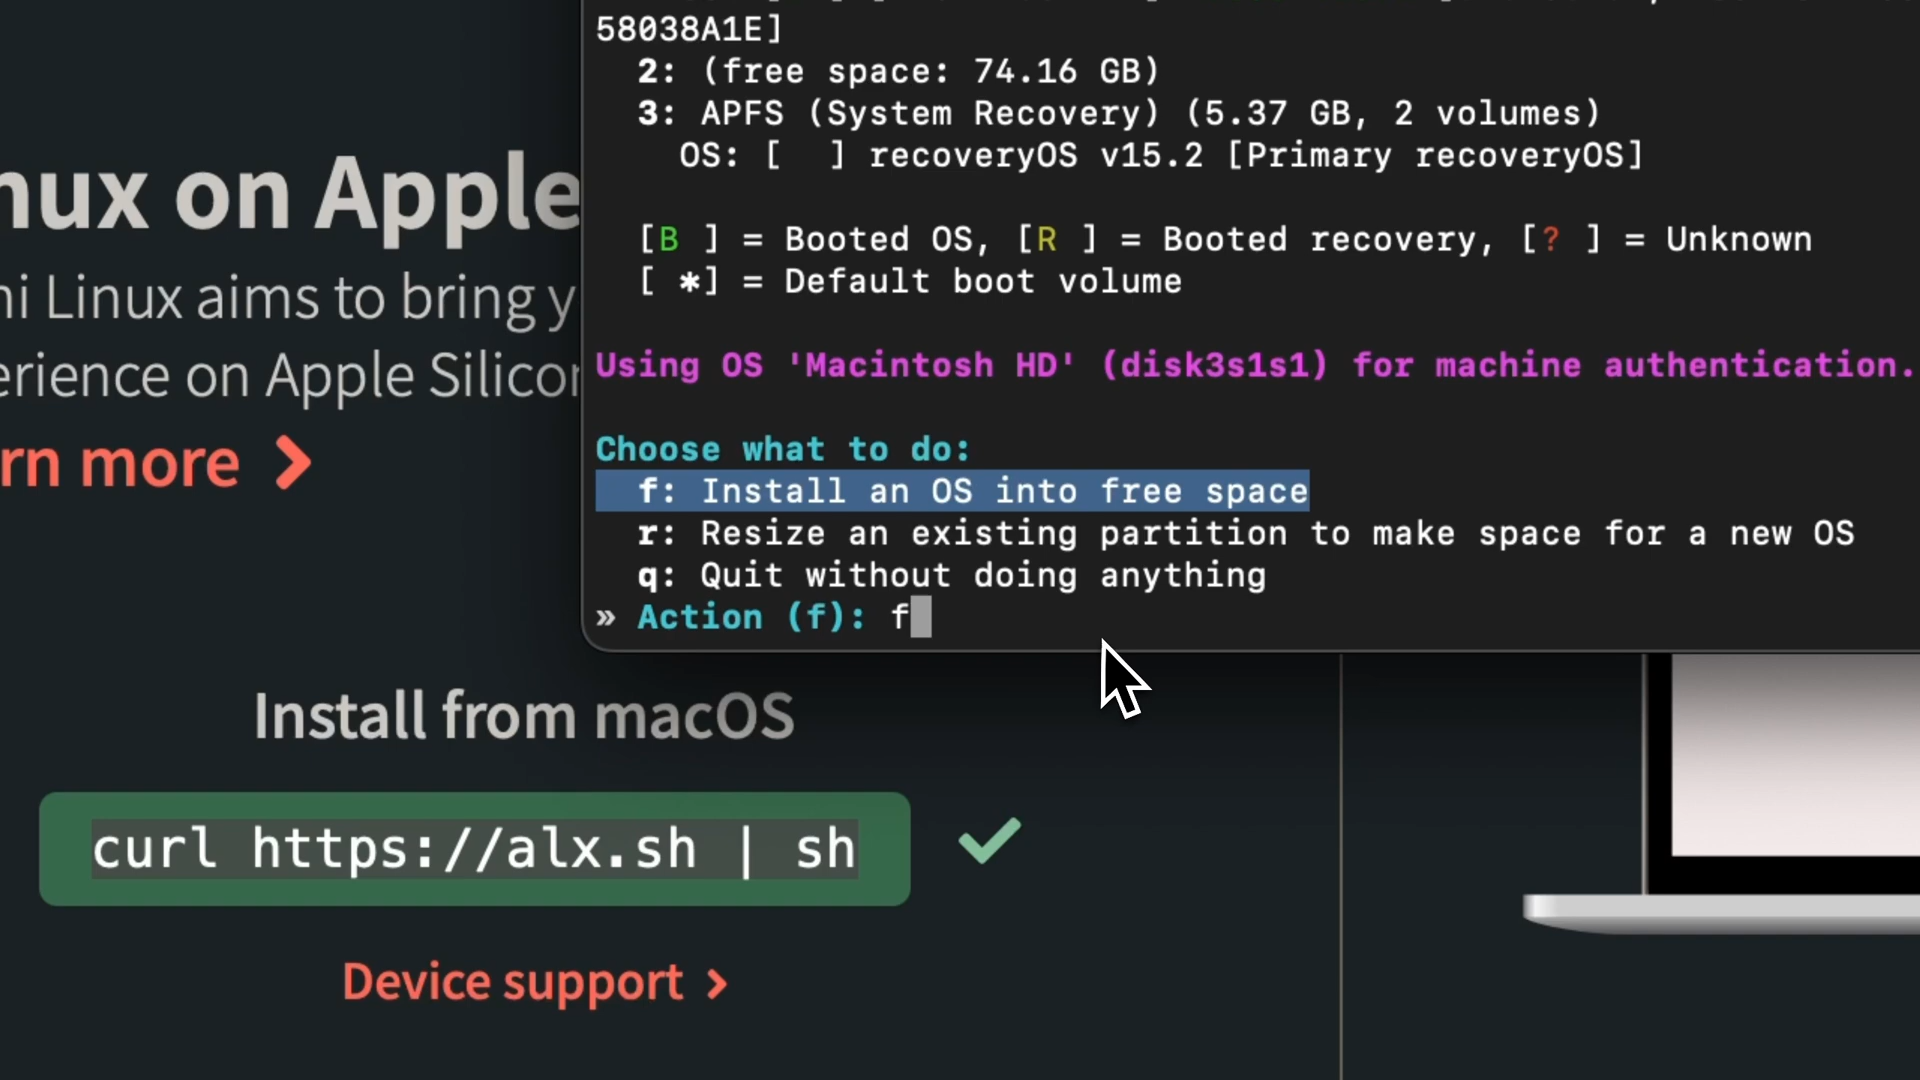 58038A1E]
2: (free space: 74.16 GB)
3: APFS (System Recovery) (5.37 GB, 2 volumes)
OS: [  ] recoveryOS v15.2 [Primary recoveryOS]
[B ] = Booted OS, [R ] = Booted recovery, [? ] = Unknown
[ *] = Default boot volume
Using OS 'Macintosh HD' (disk3s1s1) for machine authentication.
Choose what to do:
f: Install an OS into free space
r: Resize an existing partition to make space for a new OS
q: Quit without doing anything
» Action (f): f
nux on Apple
ni Linux aims to bring y
erience on Apple Silicon
rn more
Install from macOS
curl https://alx.sh | sh
Device support